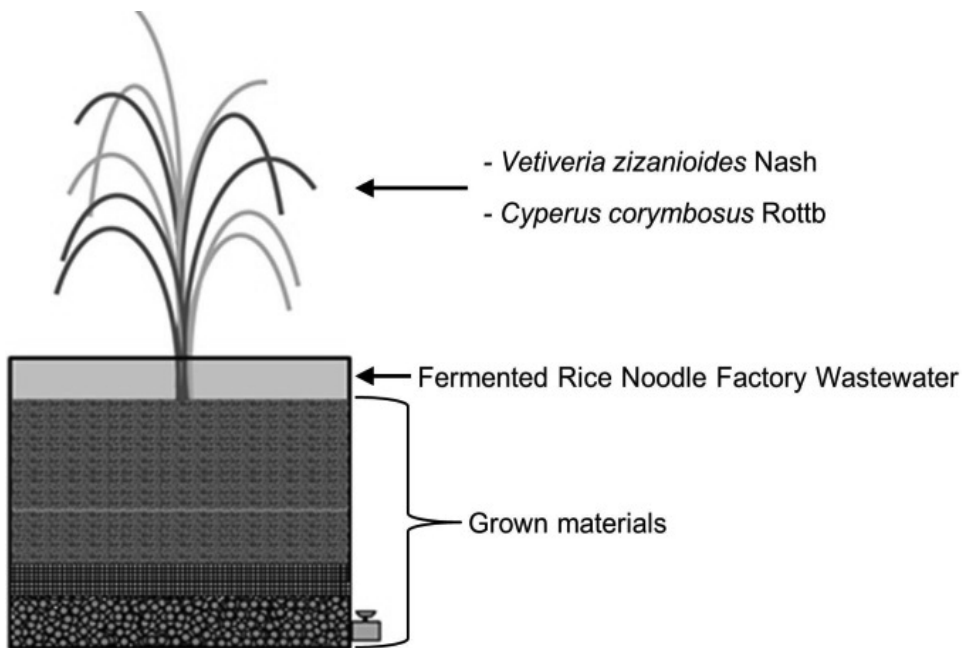 - Vetiveria zizanioides Nash
- Cyperus corymbosus Rottb
Fermented Rice Noodle Factory Wastewater
Grown materials